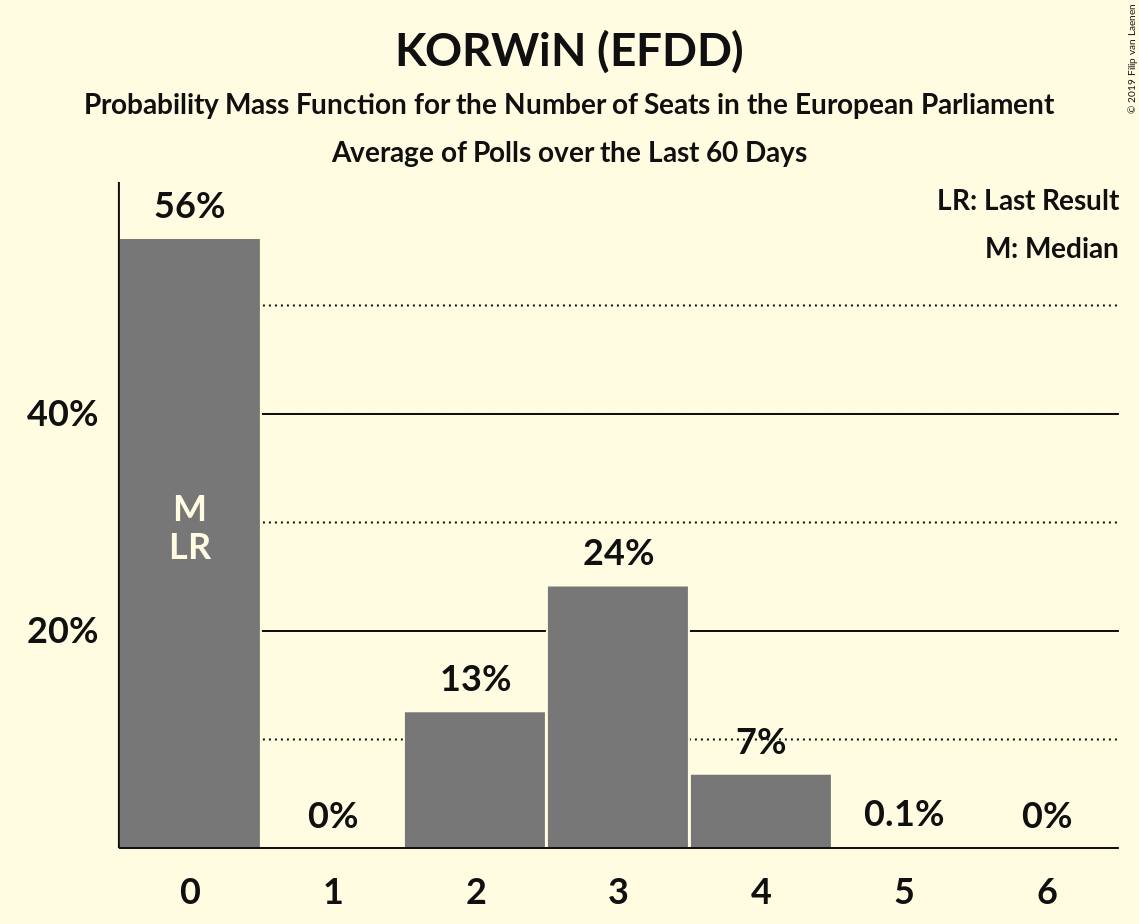 KORWiN (EFDD)
Probability Mass Function for the Number of Seats in the European Parliament
Average of Polls over the Last 60 Days
© 2019 Filip van Laenen
LR: Last Result
M: Median
56%
40%
M
LR
24%
20%
13%
7%
0%
0.1%
0%
0 1 2 3 4 5 6